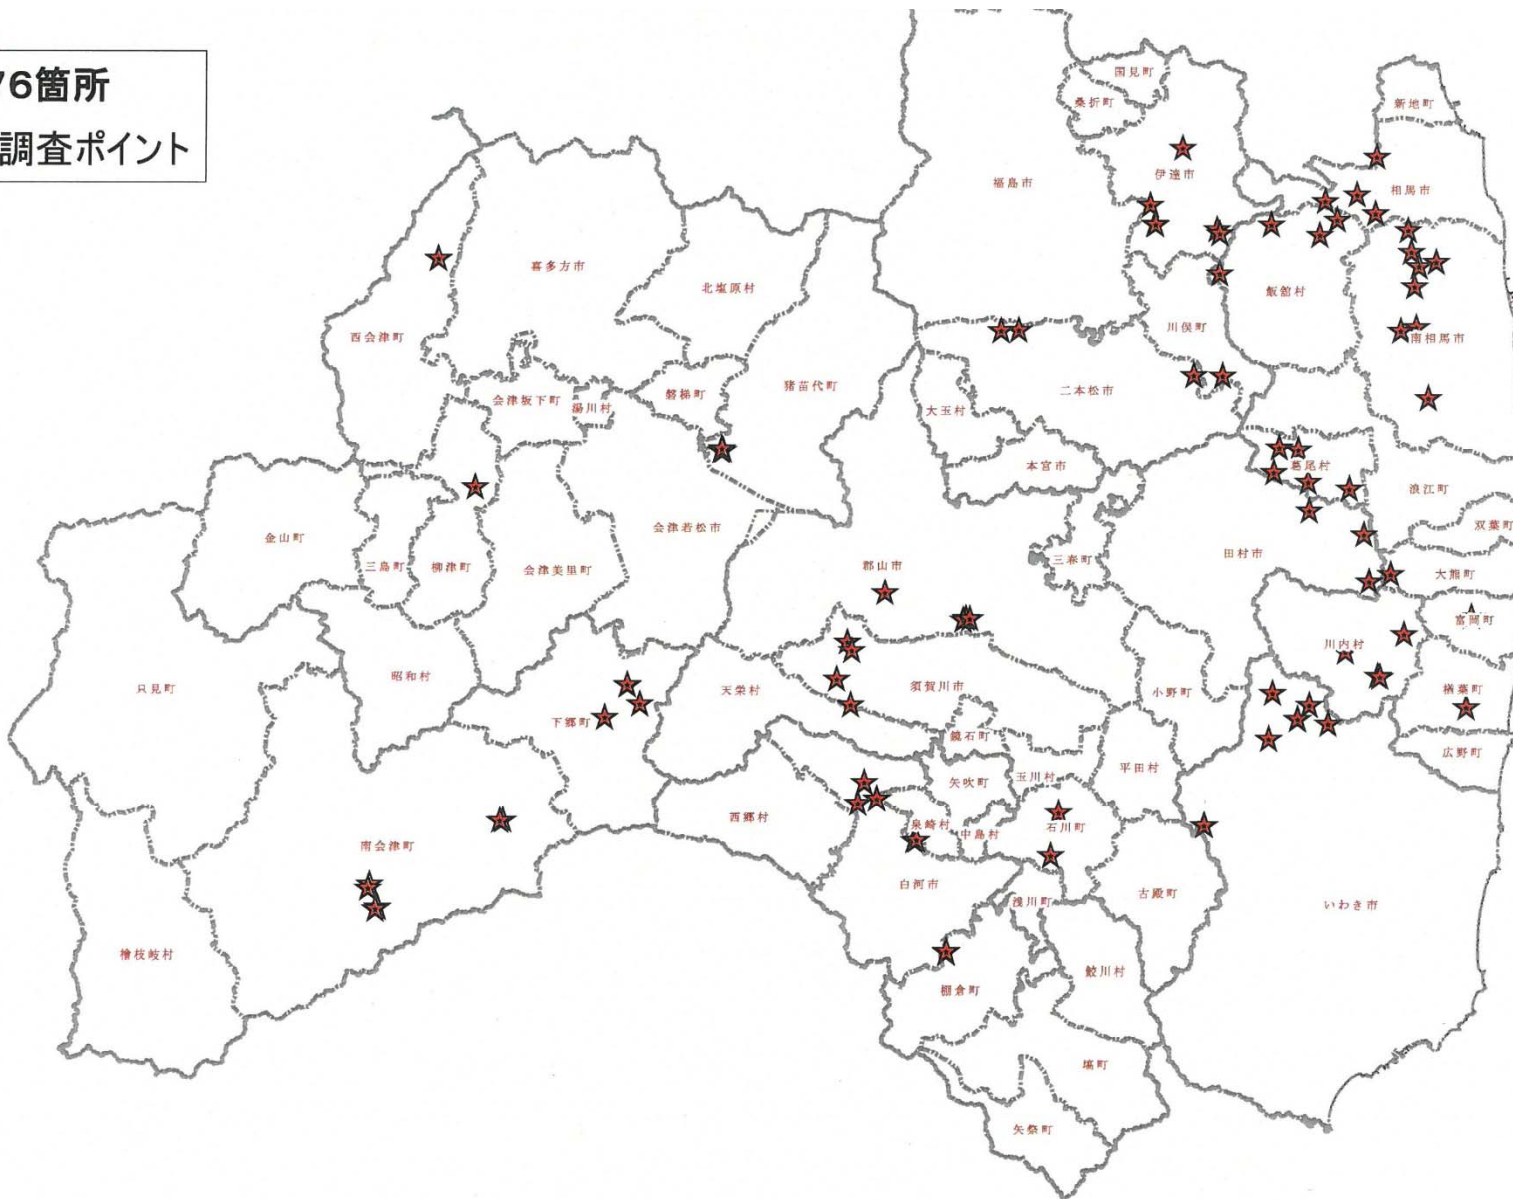 76箇所
調査ポイント
国見町
桑折町
新地町
伊達市
福島市
相馬市
喜多方市
北塩原村
飯舘村
西会津町
川俣町
南相馬市
猪苗代町
磐梯町
二本松市
会津坂下町
湯川村
大玉村
本宮市
葛尾村
浪江町
双葉町
会津若松市
金山町
三島町
柳津町
会津美里町
郡山市
三春町
田村市
大熊町
富岡町
川内村
只見町
昭和村
天栄村
須賀川市
小野町
楢葉町
下郷町
鏡石町
広野町
平田村
玉川村
矢吹町
西郷村
泉崎村
中島村
石川町
南会津町
白河市
浅川町
古殿町
いわき市
檜枝岐村
鮫川村
棚倉町
塙町
矢祭町